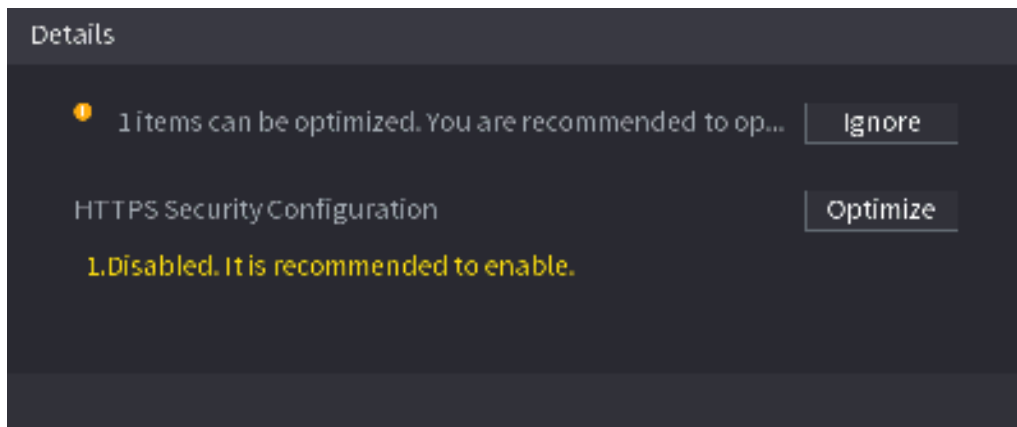 Details
1 items can be optimized. You are recommended to op...
Ignore
HTTPS Security Configuration
Optimize
1.Disabled. It is recommended to enable.